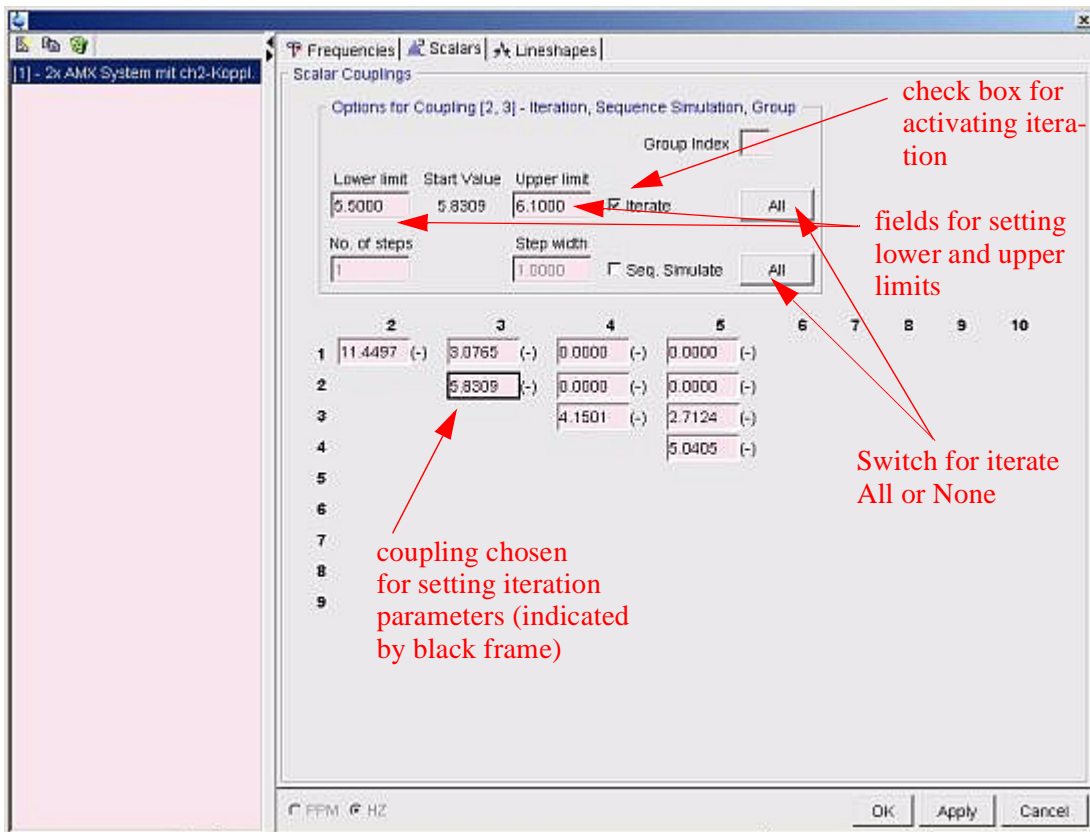 [1] - 2x AMX System mit ch2-Koppl.
Frequencies Scalars Lineshapes
Scalar Couplings
Options for Coupling [2, 3] - Iteration, Sequence Simulation, Group
Group Index
Lower limit Start Value Upper limit
5.5000 5.8309 6.1000 Iterate All
No. of steps Step width
1 1.0000 Seq. Simulate All
2 3 4 5 6 7 8 9 10
1 11.4497 (-) 3.0765 (-) 0.0000 (-) 0.0000 (-)
2 5.8309 (-) 0.0000 (-) 0.0000 (-)
3 4.1501 (-) 2.7124 (-)
4 5.0405 (-)
5
6
7
8
9
check box for
activating itera-
tion
fields for setting
lower and upper
limits
Switch for iterate
All or None
coupling chosen
for setting iteration
parameters (indicated
by black frame)
PPM HZ
OK Apply Cancel